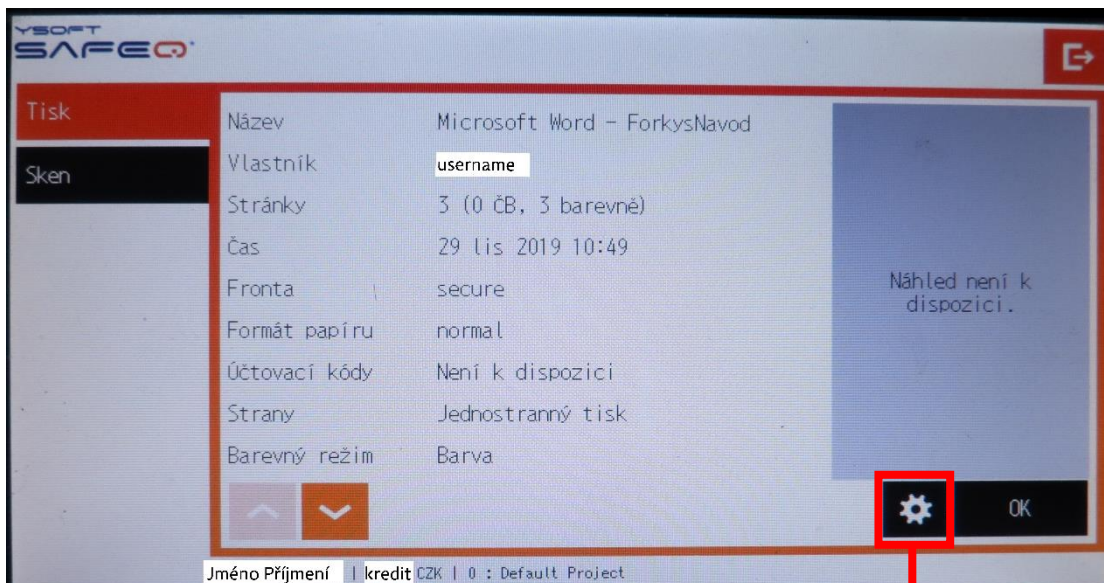 YSOFT
SAFEQ
Tisk
Sken
Název Microsoft Word - ForkysNavod
Vlastník username
Stránky 3 (0 ČB, 3 barevně)
Čas 29 lis 2019 10:49
Fronta secure
Formát papíru normal
Účtovací kódy Není k dispozici
Strany Jednostranný tisk
Barevný režim Barva
Náhled není k
dispozici.
OK
Jméno Příjmení | kredit CZK | 0 : Default Project